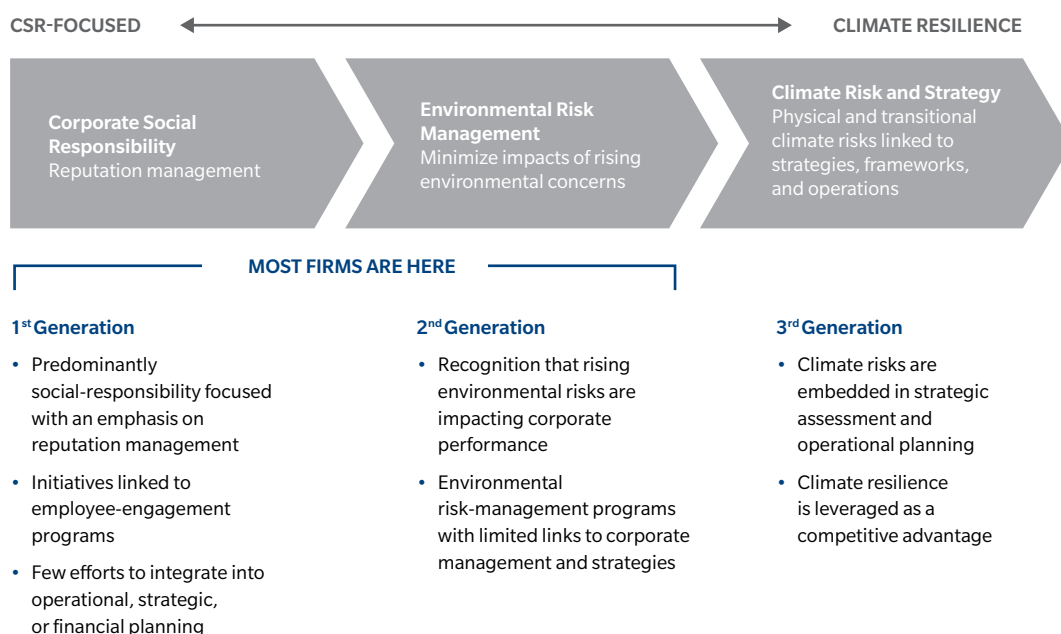 CSR-FOCUSED
CLIMATE RESILIENCE
Corporate Social
Responsibility
Reputation management
Environmental Risk
Management
Minimize impacts of rising
environmental concerns
Climate Risk and Strategy
Physical and transitional
climate risks linked to
strategies, frameworks,
and operations
MOST FIRMS ARE HERE
1st Generation
• Predominantly
social-responsibility focused
with an emphasis on
reputation management
• Initiatives linked to
employee-engagement
programs
• Few efforts to integrate into
operational, strategic,
or financial planning
2nd Generation
• Recognition that rising
environmental risks are
impacting corporate
performance
• Environmental
risk-management programs
with limited links to corporate
management and strategies
3rd Generation
• Climate risks are
embedded in strategic
assessment and
operational planning
• Climate resilience
is leveraged as a
competitive advantage